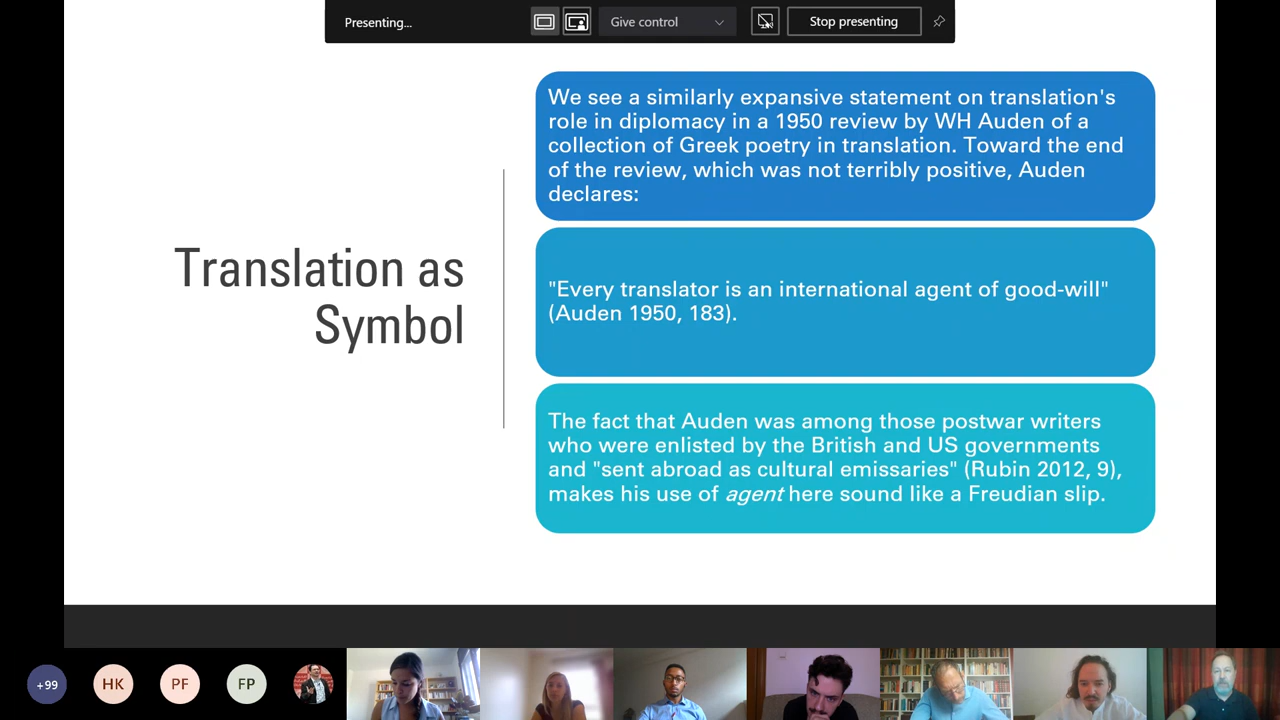 Presenting...
Give control
Stop presenting
We see a similarly expansive statement on translation's
role in diplomacy in a 1950 review by WH Auden of a
collection of Greek poetry in translation. Toward the end
of the review, which was not terribly positive, Auden
declares:
Translation as
Symbol
"Every translator is an international agent of good-will"
(Auden 1950, 183).
The fact that Auden was among those postwar writers
who were enlisted by the British and US governments
and "sent abroad as cultural emissaries" (Rubin 2012, 9),
makes his use of agent here sound like a Freudian slip.
+99
HK
PF
FP